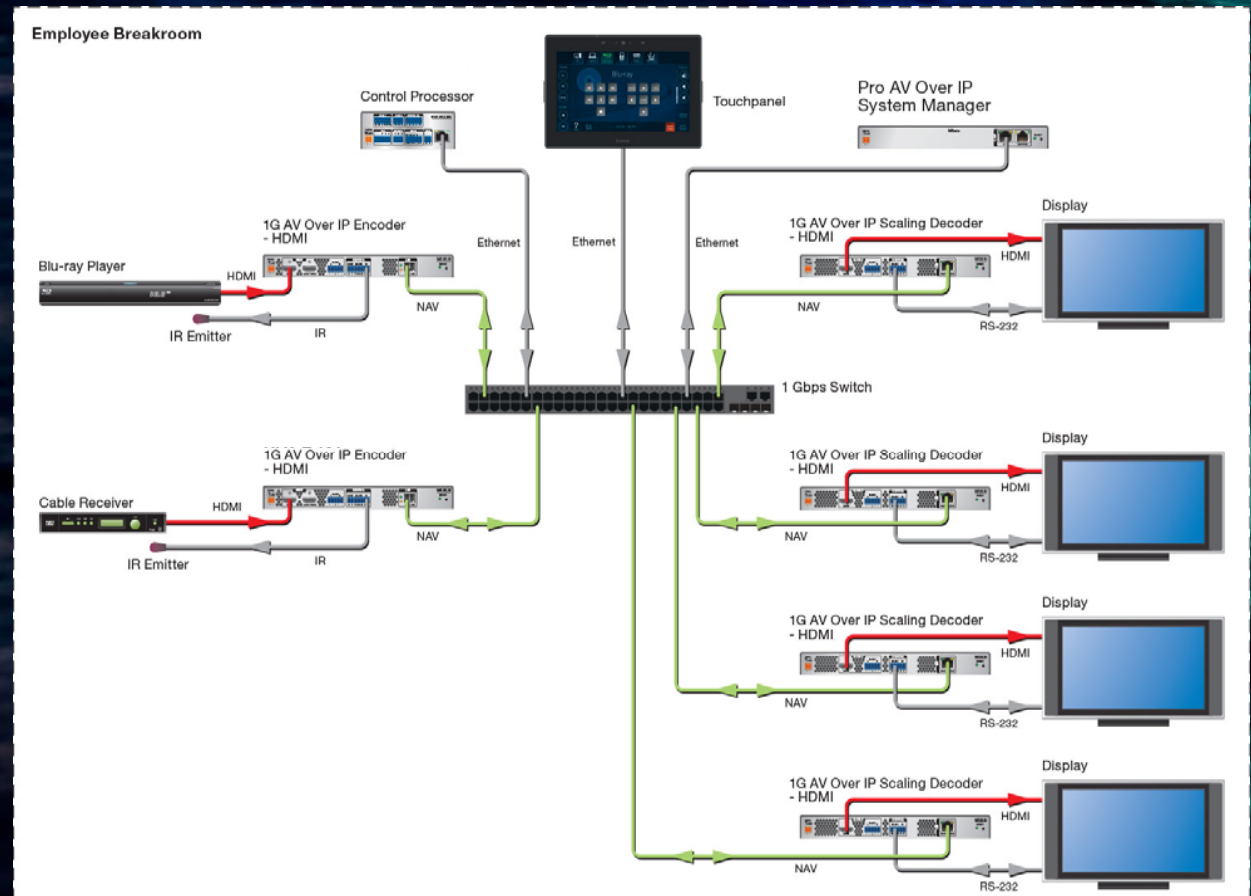 Employee Breakroom
Control Processor
Touchpanel
Blu-ray
Pro AV Over IP
System Manager
1G AV Over IP Encoder
- HDMI
Ethernet
Ethernet
Ethernet
1G AV Over IP Scaling Decoder
- HDMI
Display
Blu-ray Player
HDMI
HDMI
IR Emitter
IR
NAV
NAV
RS-232
1 Gbps Switch
1G AV Over IP Encoder
- HDMI
1G AV Over IP Scaling Decoder
- HDMI
Display
Cable Receiver
HDMI
HDMI
IR Emitter
IR
NAV
NAV
RS-232
1G AV Over IP Scaling Decoder
- HDMI
Display
HDMI
NAV
RS-232
1G AV Over IP Scaling Decoder
- HDMI
Display
HDMI
NAV
RS-232